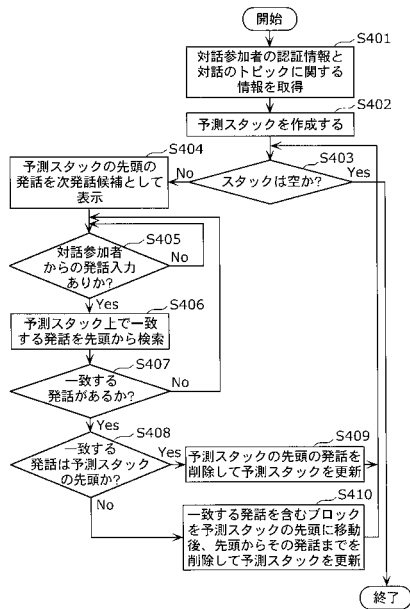 開始
S401
対話参加者の認証情報と
対話のトピックに関する
情報を取得
S402
予測スタックを作成する
S403
スタックは空か?
Yes
No
S404
予測スタックの先頭の
発話を次発話候補として
表示
S405
対話参加者
からの発話入力
ありか?
No
Yes
S406
予測スタック上で一致
する発話を先頭から検索
S407
一致する
発話があるか?
No
Yes
S408
一致する
発話は予測スタック
の先頭か?
Yes
No
S409
予測スタックの先頭の発話を
削除して予測スタックを更新
S410
一致する発話を含むブロック
を予測スタックの先頭に移動
後、先頭からその発話までを
削除して予測スタックを更新
終了